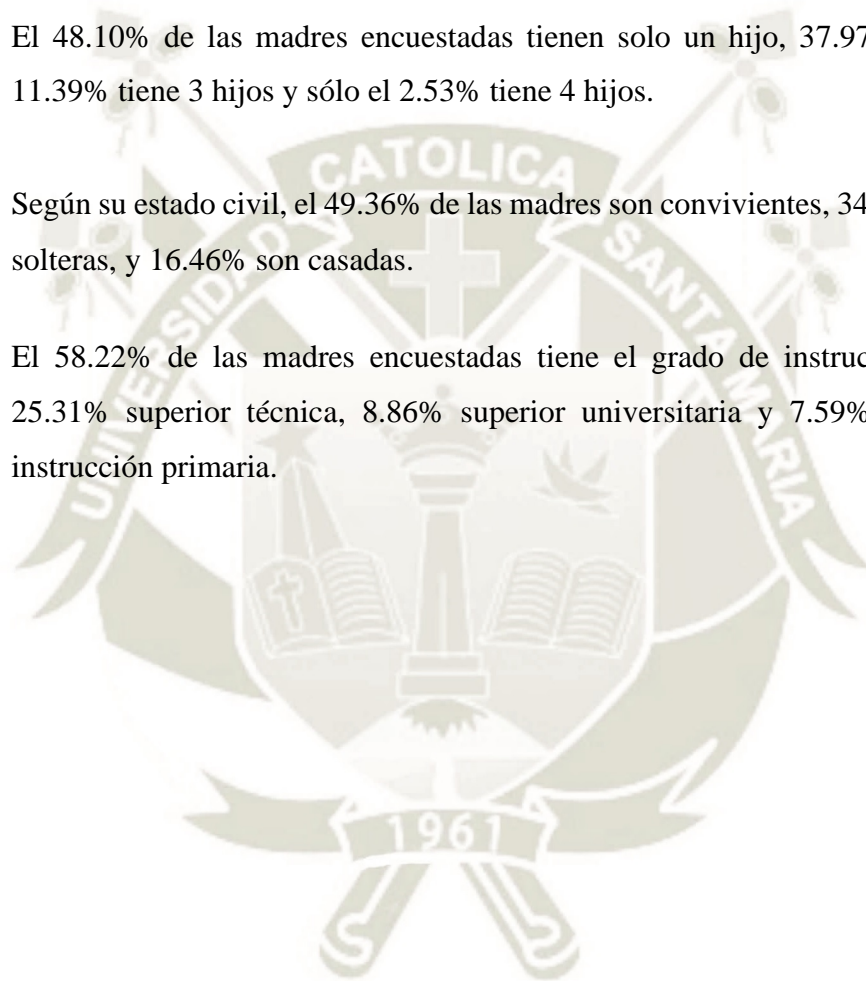 El 48.10% de las madres encuestadas tienen solo un hijo, 37.97
11.39% tiene 3 hijos y sólo el 2.53% tiene 4 hijos.
Según su estado civil, el 49.36% de las madres son convivientes, 34
solteras, y 16.46% son casadas.
El 58.22% de las madres encuestadas tiene el grado de instruc
25.31% superior técnica, 8.86% superior universitaria y 7.59%
instrucción primaria.
UNIVERSIDAD CATOLICA SANTA MARIA
1961